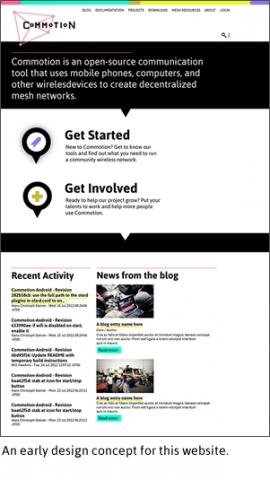 BLOG DOCUMENTATION PROJECTS DOWNLOAD MESH RESOURCES ABOUT LOGIN
COMMOTION
Commotion is an open-source communication
tool that uses mobile phones, computers, and
other wirelesdevices to create decentralized
mesh networks.
Get Started
New to Commotion? Get to know our
tools and find out what you need to run
a community wireless network.
Get Involved
Ready to help our project grow? Put your
talents to work and help more people
use Commotion.
Recent Activity
Commotion-Android - Revision
use the full path to the olsrd
plugins in olsrd.conf to on...
Commotion-Android - Revision
if wifi is disabled on start,
enable it
Commotion-Android - Revision
Update README with
temporary build instructions
Commotion-Android - Revision
baa62f5d: stab at icon for start/stop
button
Commotion-Android - Revision
baa62f5d: stab at icon for start/stop
button
News from the blog
A blog entry name here
Read more
A blog entry name here
Read more
An early design concept for this website.